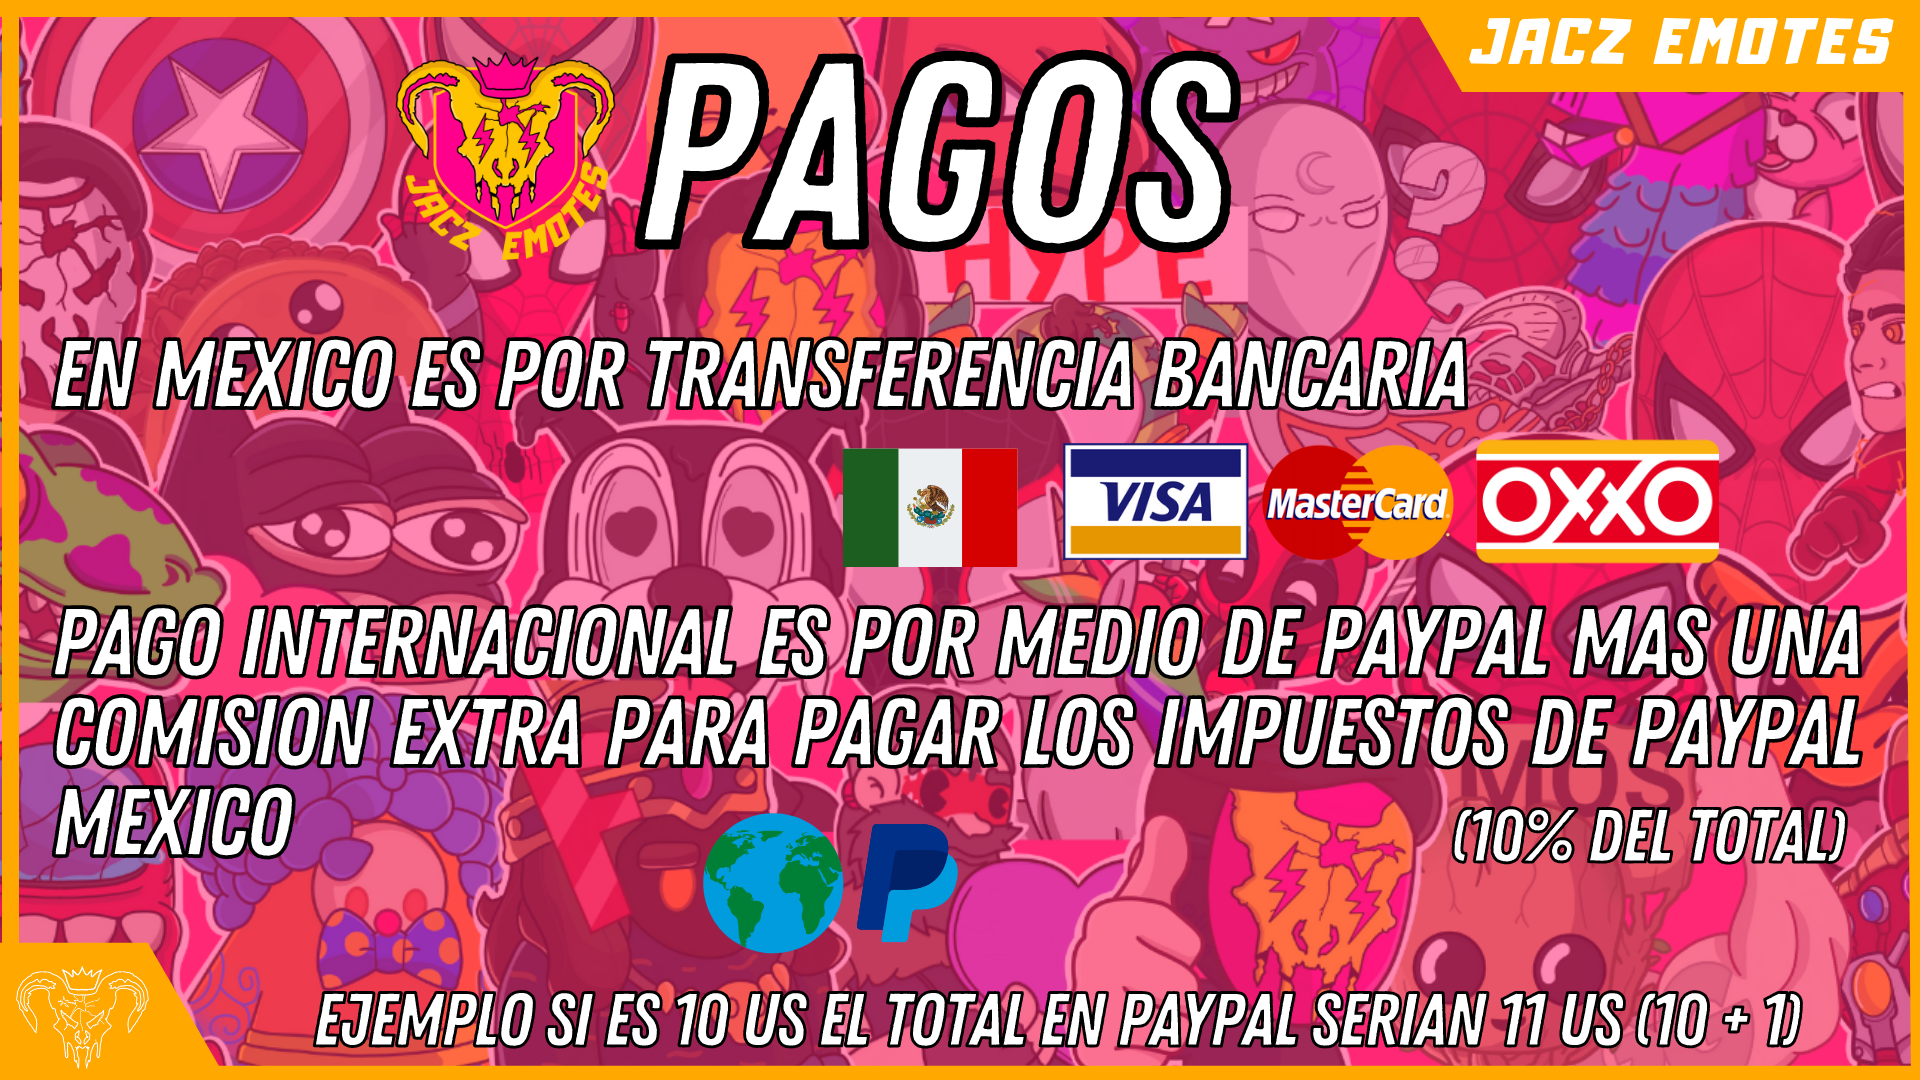 JACZ EMOTES
JACZ EMOTES
PAGOS
HYPE
EN MEXICO ES POR TRANSFERENCIA BANCARIA
VISA
MasterCard
OXXO
PAGO INTERNACIONAL ES POR MEDIO DE PAYPAL MAS UNA
COMISION EXTRA PARA PAGAR LOS IMPUESTOS DE PAYPAL
MEXICO
(10% DEL TOTAL)
EJEMPLO SI ES 10 US EL TOTAL EN PAYPAL SERIAN 11 US (10 + 1)